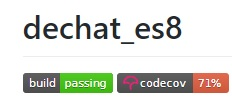 dechat_es8
build passing codecov 71%